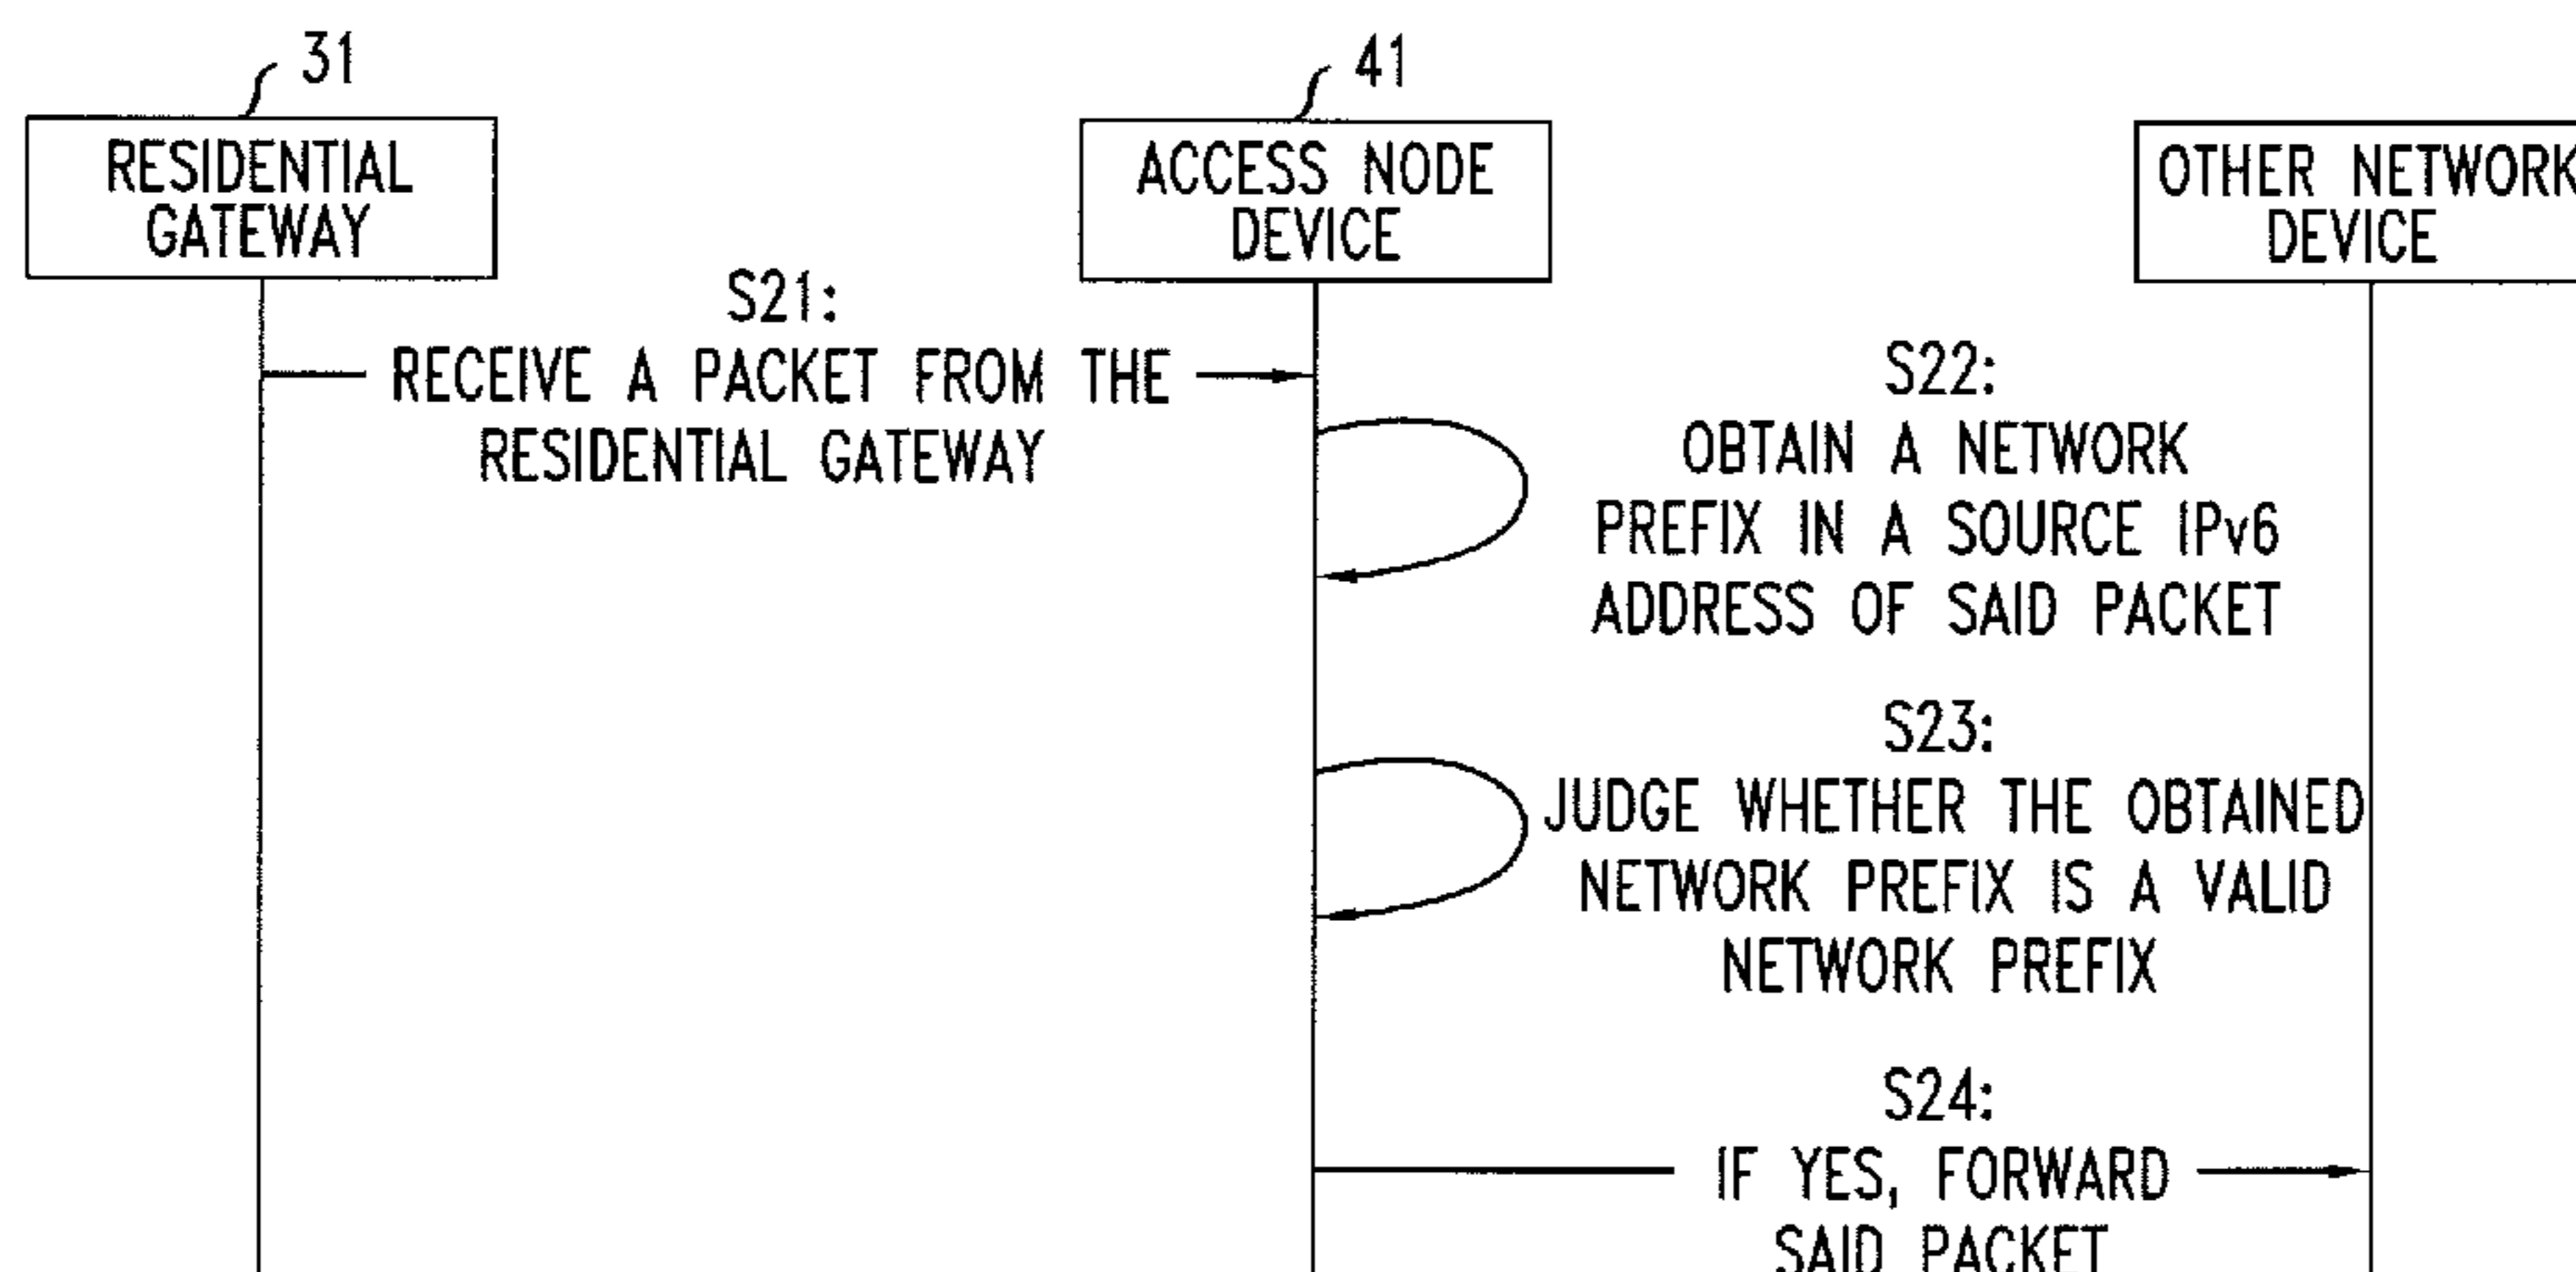 31
41
RESIDENTIAL
GATEWAY
ACCESS NODE
DEVICE
OTHER NETWORK
DEVICE
S21:
RECEIVE A PACKET FROM THE
RESIDENTIAL GATEWAY
S22:
OBTAIN A NETWORK
PREFIX IN A SOURCE IPv6
ADDRESS OF SAID PACKET
S23:
JUDGE WHETHER THE OBTAINED
NETWORK PREFIX IS A VALID
NETWORK PREFIX
S24:
IF YES, FORWARD
SAID PACKET